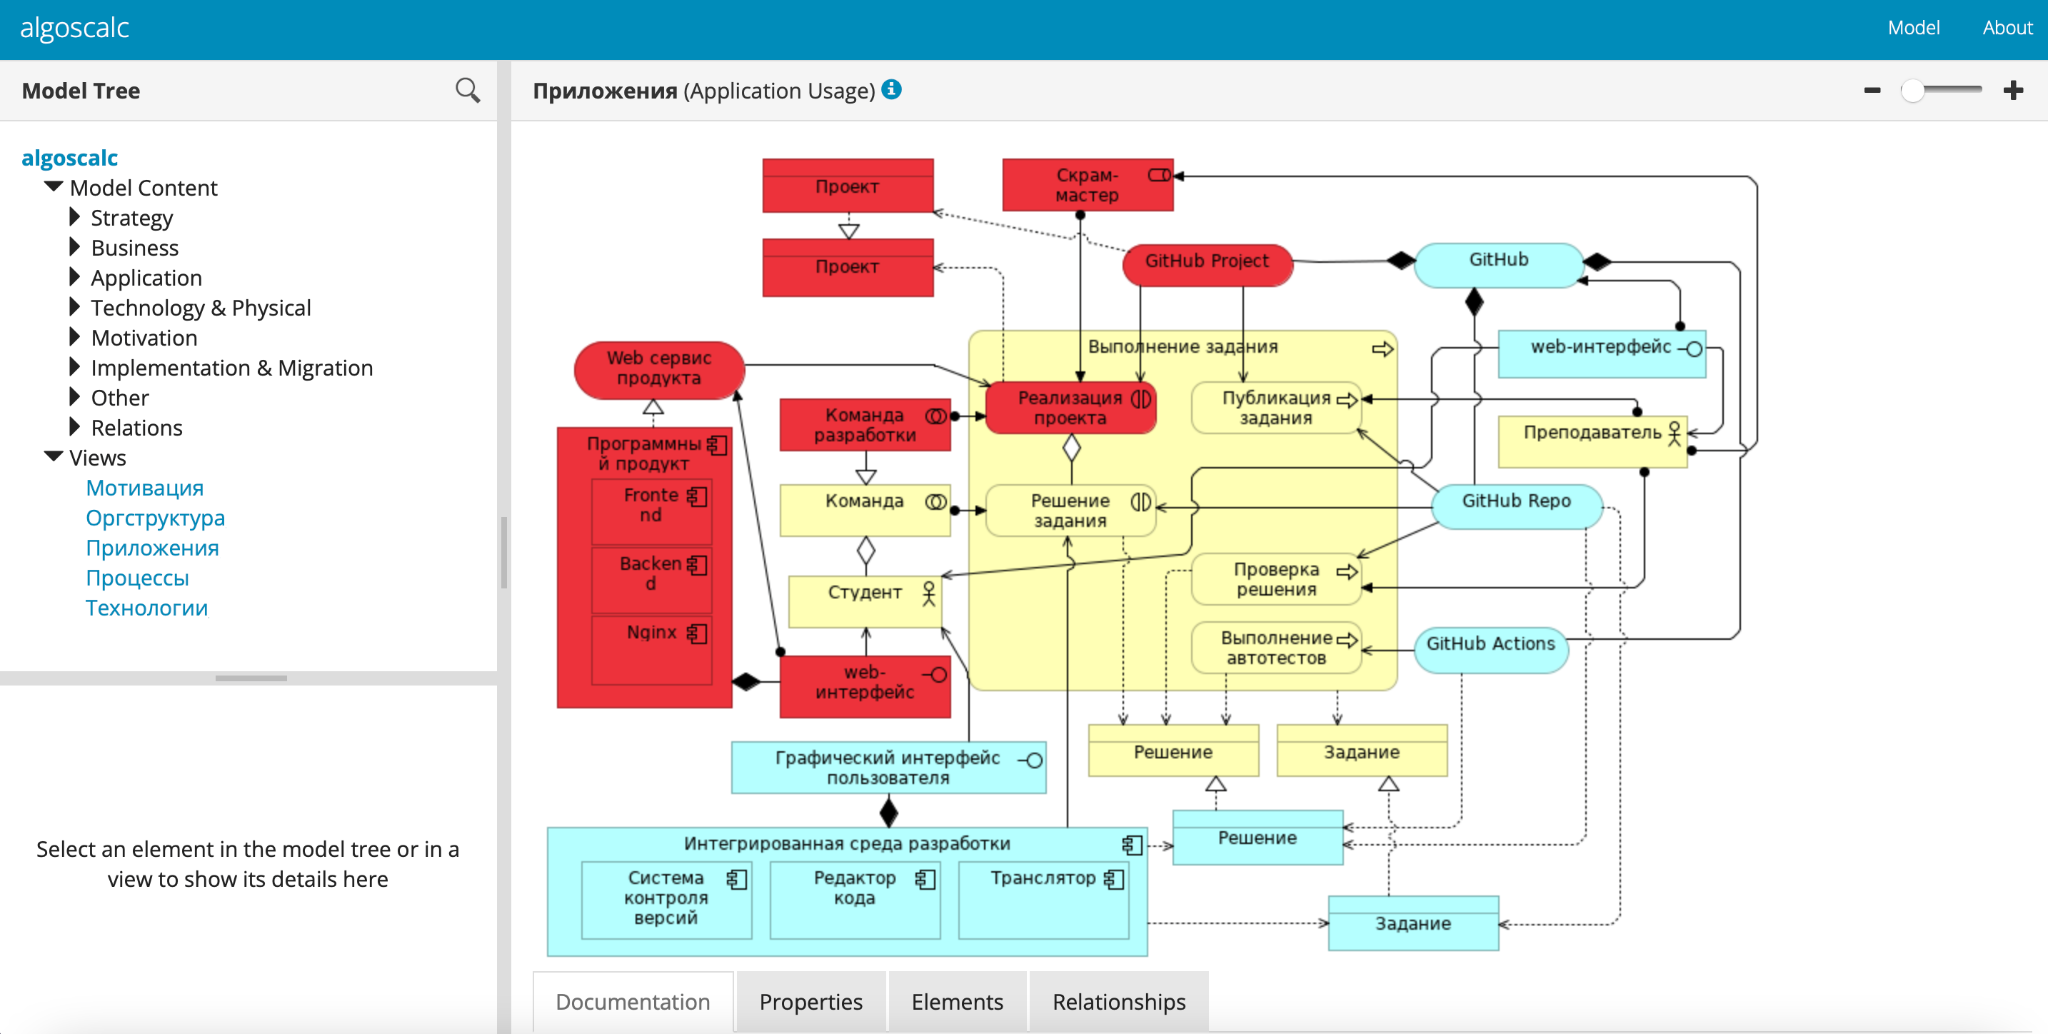 algoscalc
Model
About
Model Tree
algoscalc
Model Content
Strategy
Business
Application
Technology & Physical
Motivation
Implementation & Migration
Other
Relations
Views
Мотивация
Оргструктура
Приложения
Процессы
Технологии
Select an element in the model tree or in a
view to show its details here
Приложения (Application Usage)
Проект
Скрам-
мастер
Проект
GitHub Project
GitHub
Выполнение задания
web-интерфейс
Web сервис
продукта
Реализация
проекта
Публикация
задания
Команда
разработки
Преподаватель
Программны
й продукт
Fronte
nd
Backen
d
Nginx
Команда
Решение
задания
GitHub Repo
Студент
Проверка
решения
Выполнение
автотестов
GitHub Actions
web-
интерфейс
Графический интерфейс
пользователя
Решение
Задание
Интегрированная среда разработки
Решение
Система
контроля
версий
Редактор
кода
Транслятор
Задание
Documentation
Properties
Elements
Relationships